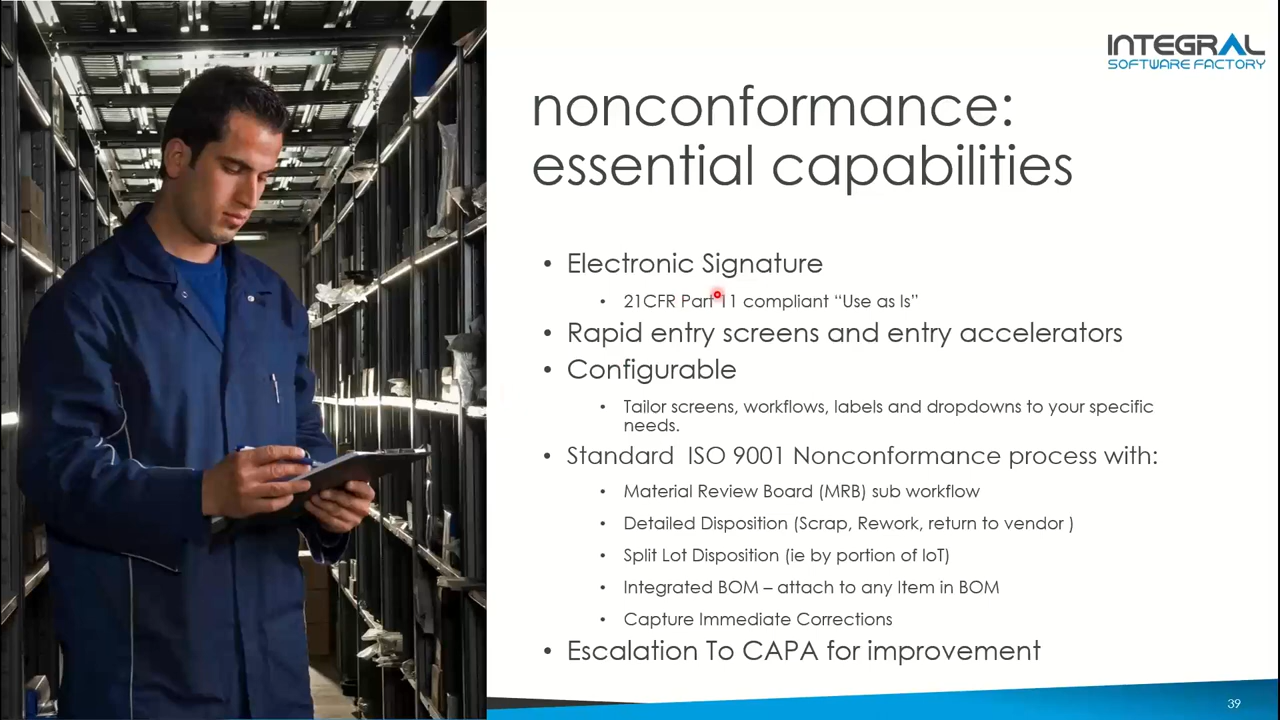 INTEGRAL
SOFTWARE FACTORY
nonconformance:
essential capabilities
• Electronic Signature
• 21CFR Part 11 compliant “Use as Is”
• Rapid entry screens and entry accelerators
• Configurable
• Tailor screens, workflows, labels and dropdowns to your specific
needs.
• Standard  ISO 9001 Nonconformance process with:
• Material Review Board (MRB) sub workflow
• Detailed Disposition (Scrap, Rework, return to vendor )
• Split Lot Disposition (ie by portion of IoT)
• Integrated BOM – attach to any Item in BOM
• Capture Immediate Corrections
• Escalation To CAPA for improvement
39